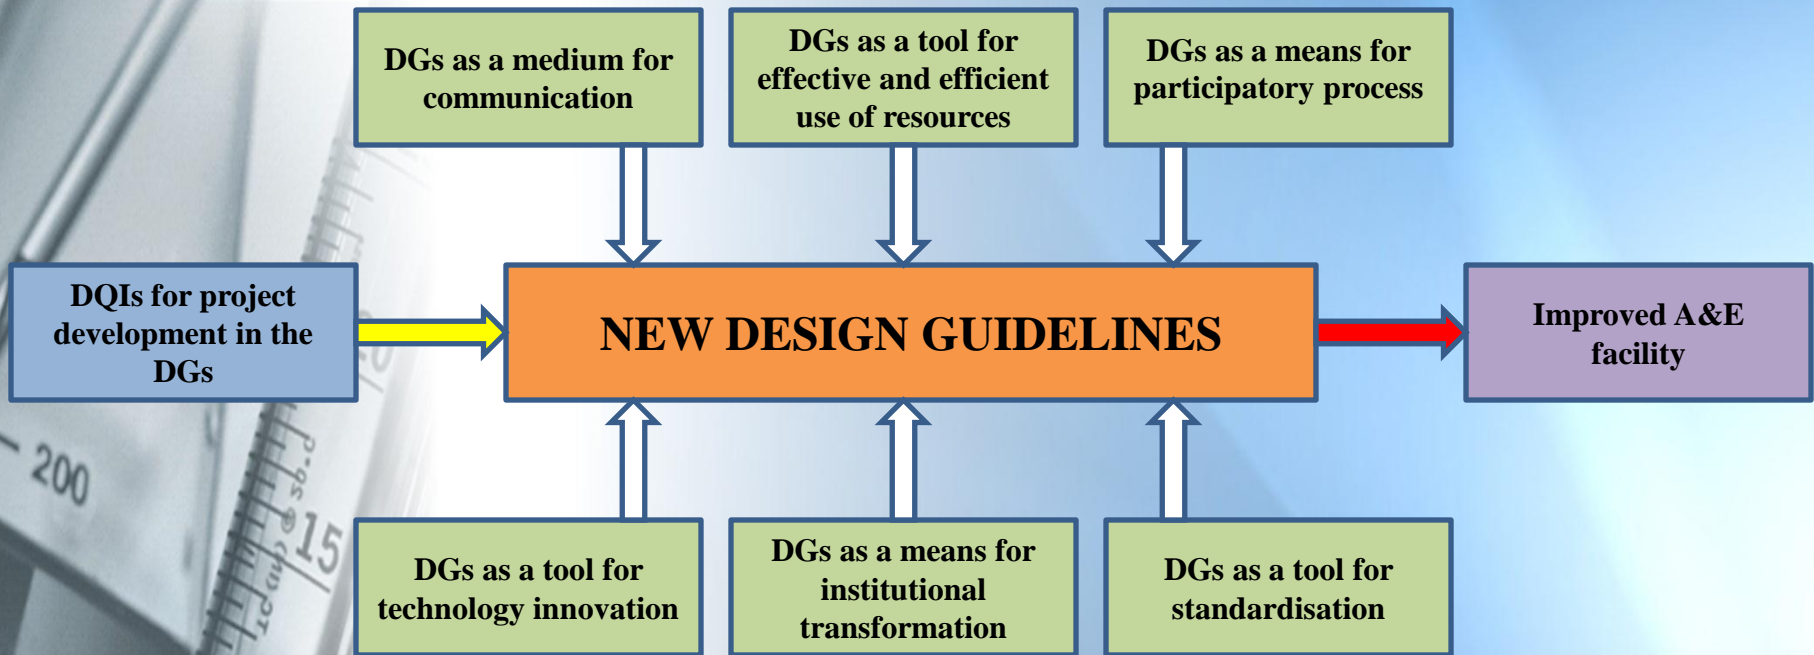 DGs as a medium for
communication
DGs as a tool for
effective and efficient
use of resources
DGs as a means for
participatory process
DQIs for project
development in the
DGs
NEW DESIGN GUIDELINES
Improved A&E
facility
DGs as a tool for
technology innovation
DGs as a means for
institutional
transformation
DGs as a tool for
standardisation
200
15